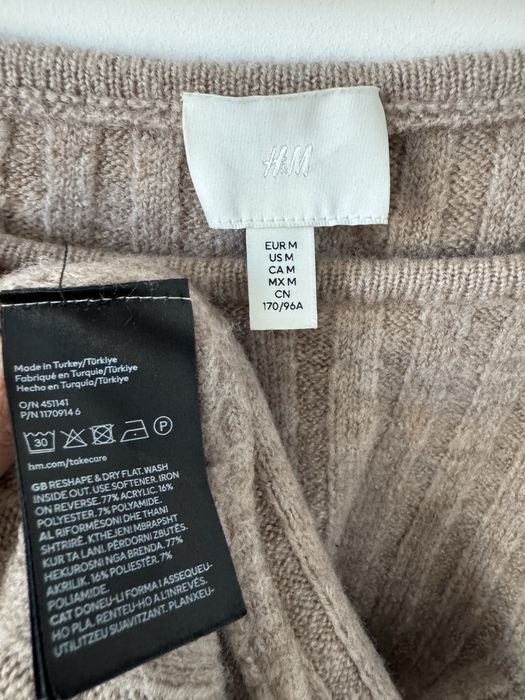 H&M
EUR M
US M
CA M
MX M
CN
170/96A
Made in Turkey/Türkiye
Fabriqué en Turquie/Türkiye
Hecho en Turquía/Türkiye
O/N 451141
P/N 1170914 6
30
P
hm.com/takecare
GB RESHAPE & DRY FLAT. WASH
INSIDE OUT. USE SOFTENER. IRON
ON REVERSE. 77% ACRYLIC. 16%
POLYESTER. 7% POLYAMIDE.
AL RIFORMËSONI DHE THANI
SHTRIRË. KTHEJENI MBRAPSHT
KUR TA LANI. PËRDORNI ZBUTËS.
HEKUROSNI NGA BRENDA. 77%
AKRILIK. 16% POLIESTER. 7%
POLIAMIDE.
CAT DONEU-LI FORMA I ASSEQUEU-
HO PLA. RENTEU-HO A L'INREVÉS.
UTILITZEU SUAVITZANT. PLANXEU-